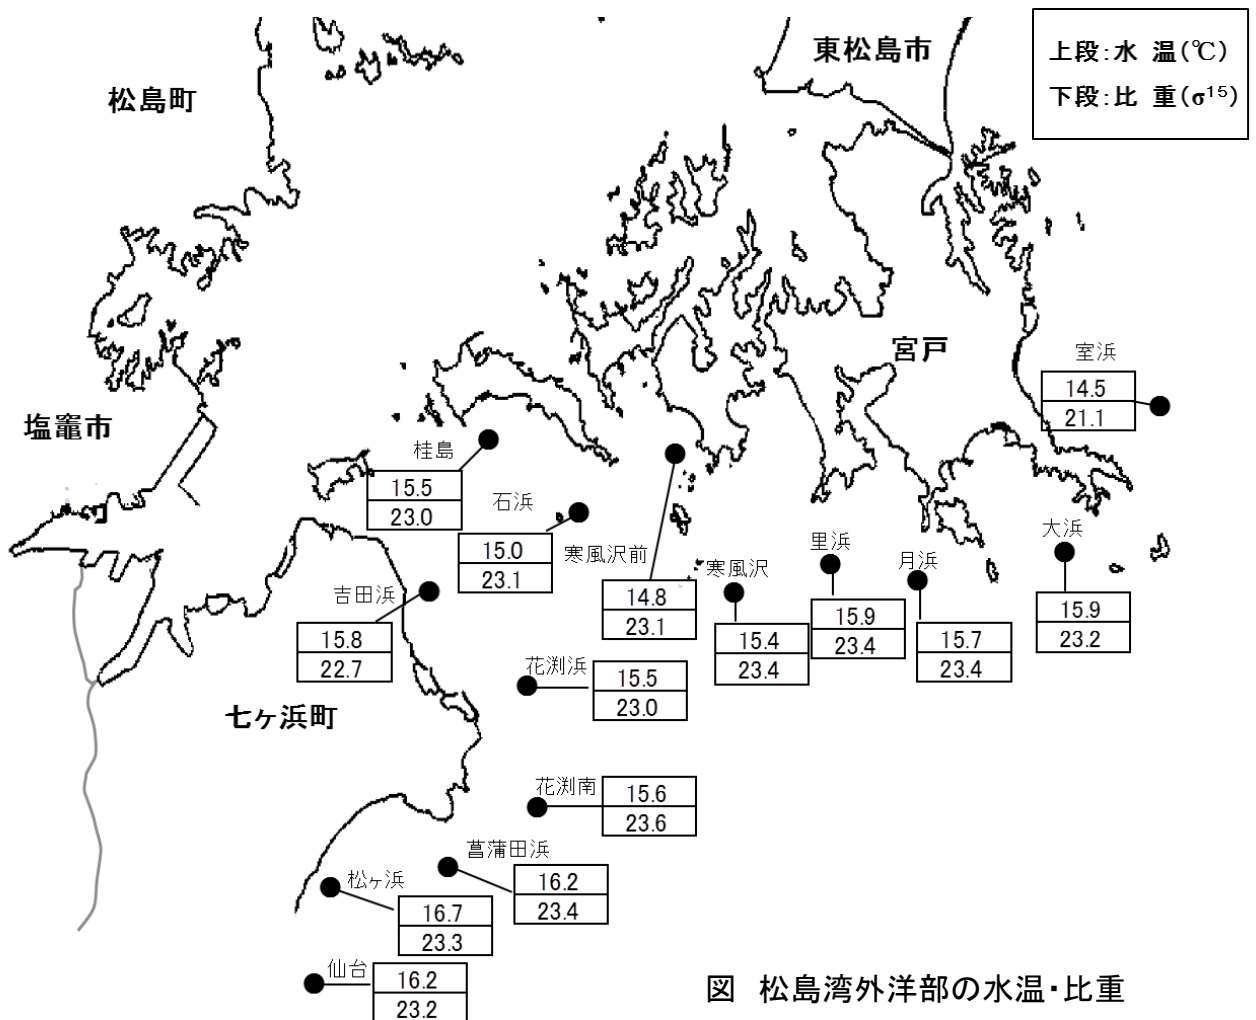 東松島市
上段:水 温(℃)
下段:比 重(σ15)
松島町
宮戸
室浜
14.5
21.1
塩竈市
桂島
15.5
23.0
石浜
15.0
23.1
寒風沢前
14.8
23.1
寒風沢
15.4
23.4
里浜
15.9
23.4
月浜
15.7
23.4
大浜
15.9
23.2
吉田浜
15.8
22.7
花渕浜
15.5
23.0
七ヶ浜町
花渕南
15.6
23.6
菖蒲田浜
16.2
23.4
松ヶ浜
16.7
23.3
仙台
16.2
23.2
図 松島湾外洋部の水温・比重